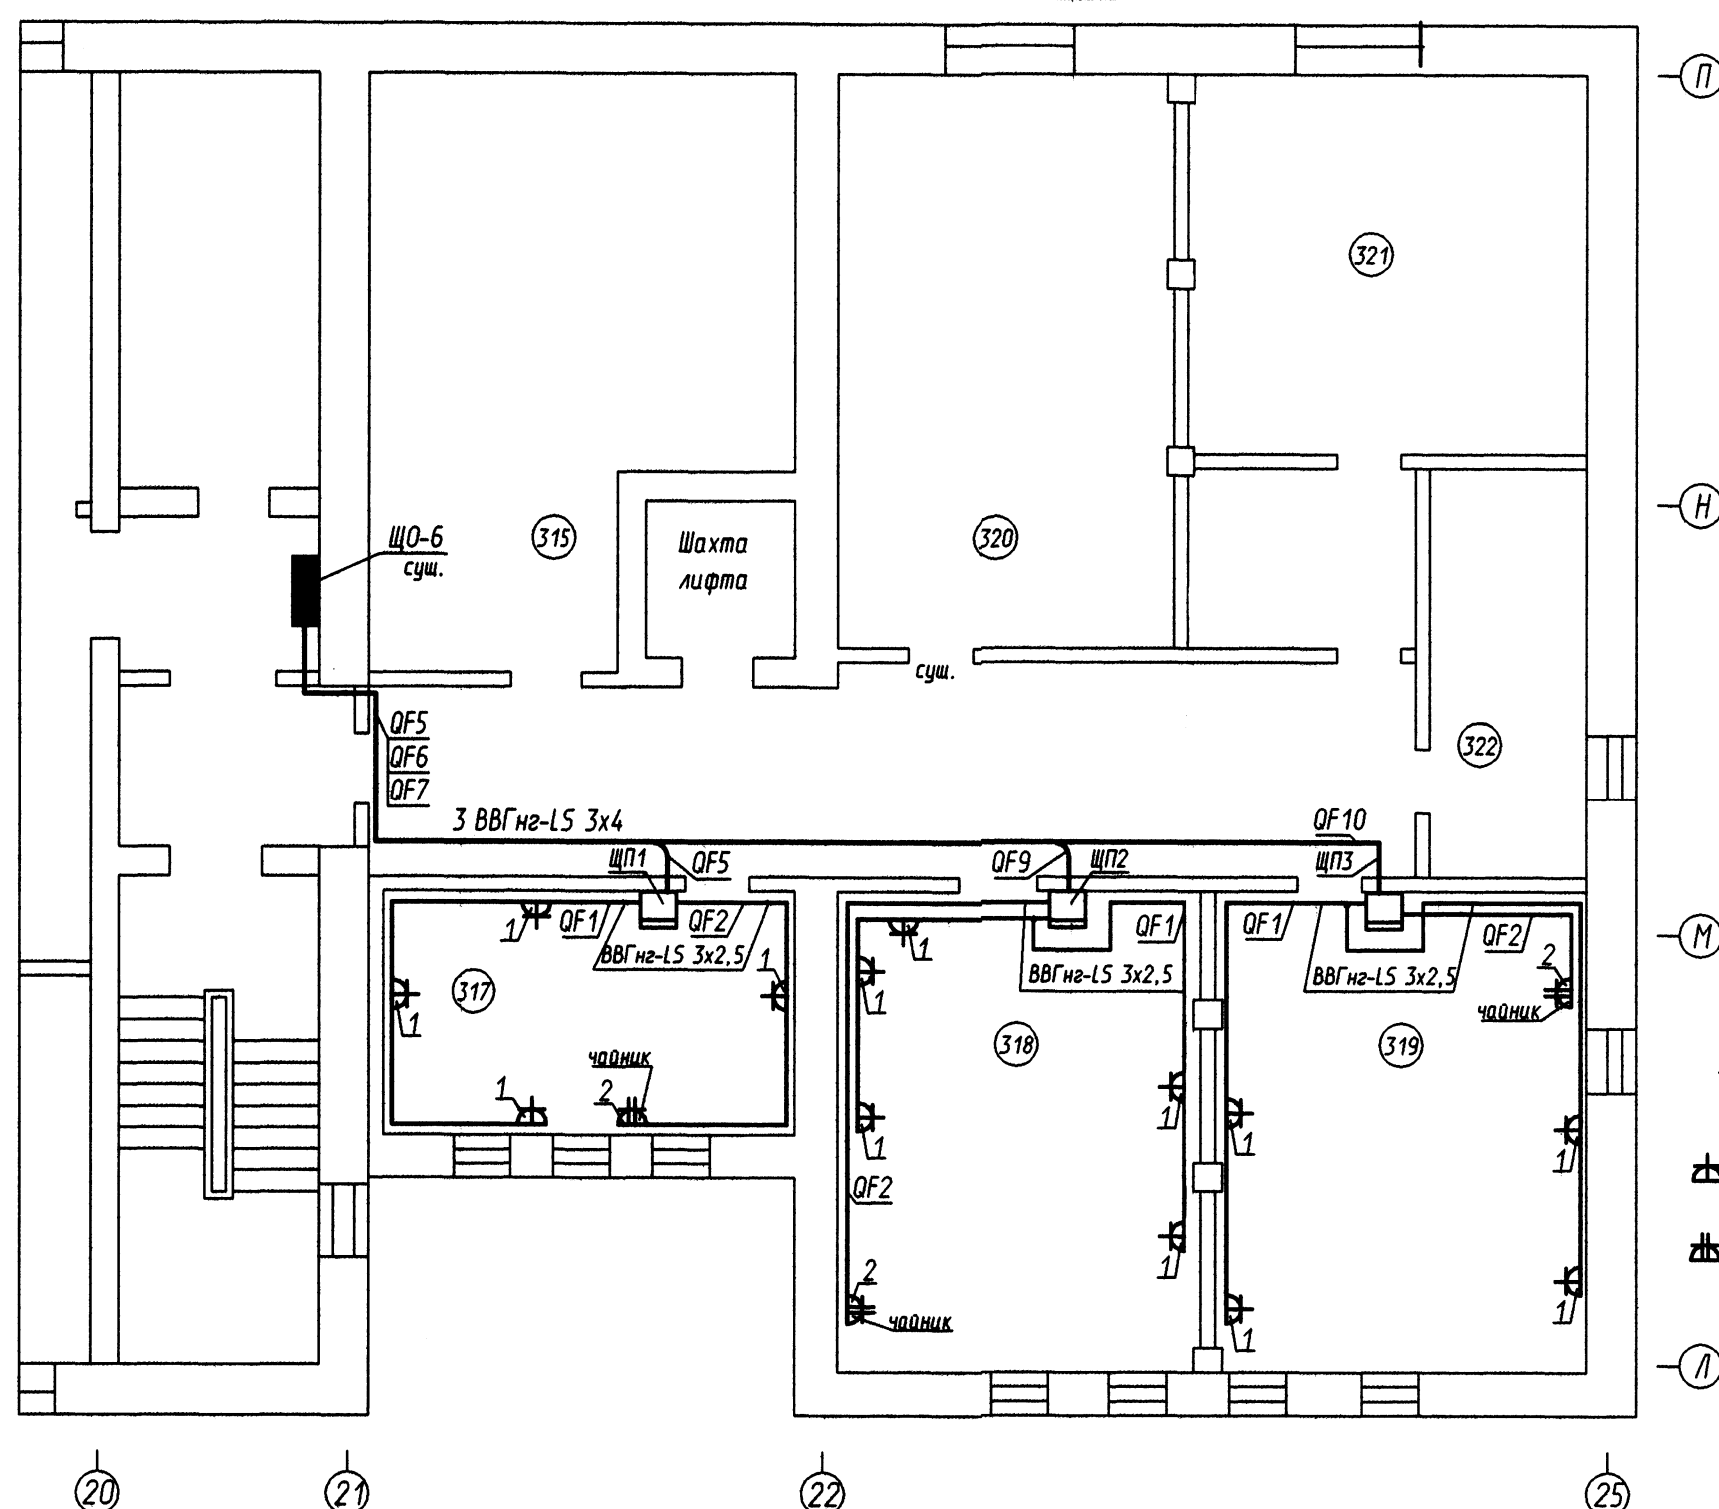 П
321
Н
ЩО-6
сущ.
315
Шахта
лифта
320
сущ.
QF5
QF6
QF7
322
3 ВВГнг-LS 3х4
QF10
ЩП1
QF5
QF9
ЩП2
ЩП3
1
QF1
QF2
1
QF1
QF1
QF2
М
ВВГнг-LS 3х2,5
1
ВВГнг-LS 3х2,5
ВВГнг-LS 3х2,5
2
317
1
1
чайник
318
319
чайник
1
2
1
1
1
1
QF2
1
2
чайник
1
1
1
Л
20
21
22
25